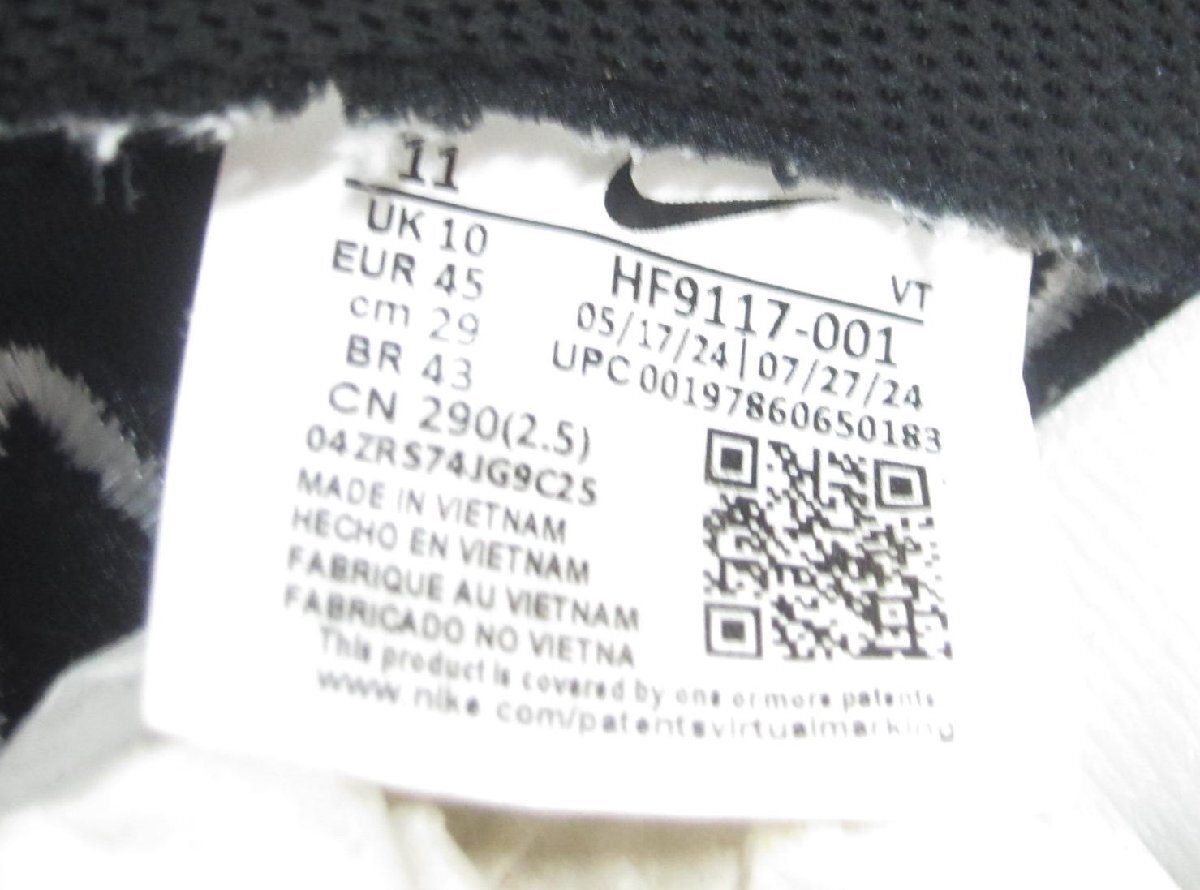 11
UK 10
EUR 45
cm 29
BR 43
CN 290(2.5)
04ZRS74JG9C25
VT
HF9117-001
05/17/24 | 07/27/24
UPC 00197860650183
MADE IN VIETNAM
HECHO EN VIETNAM
FABRIQUE AU VIETNAM
FABRICADO NO VIETNA
This product is covered by one or more patents
www.nike.com/patentsvirtualmarking